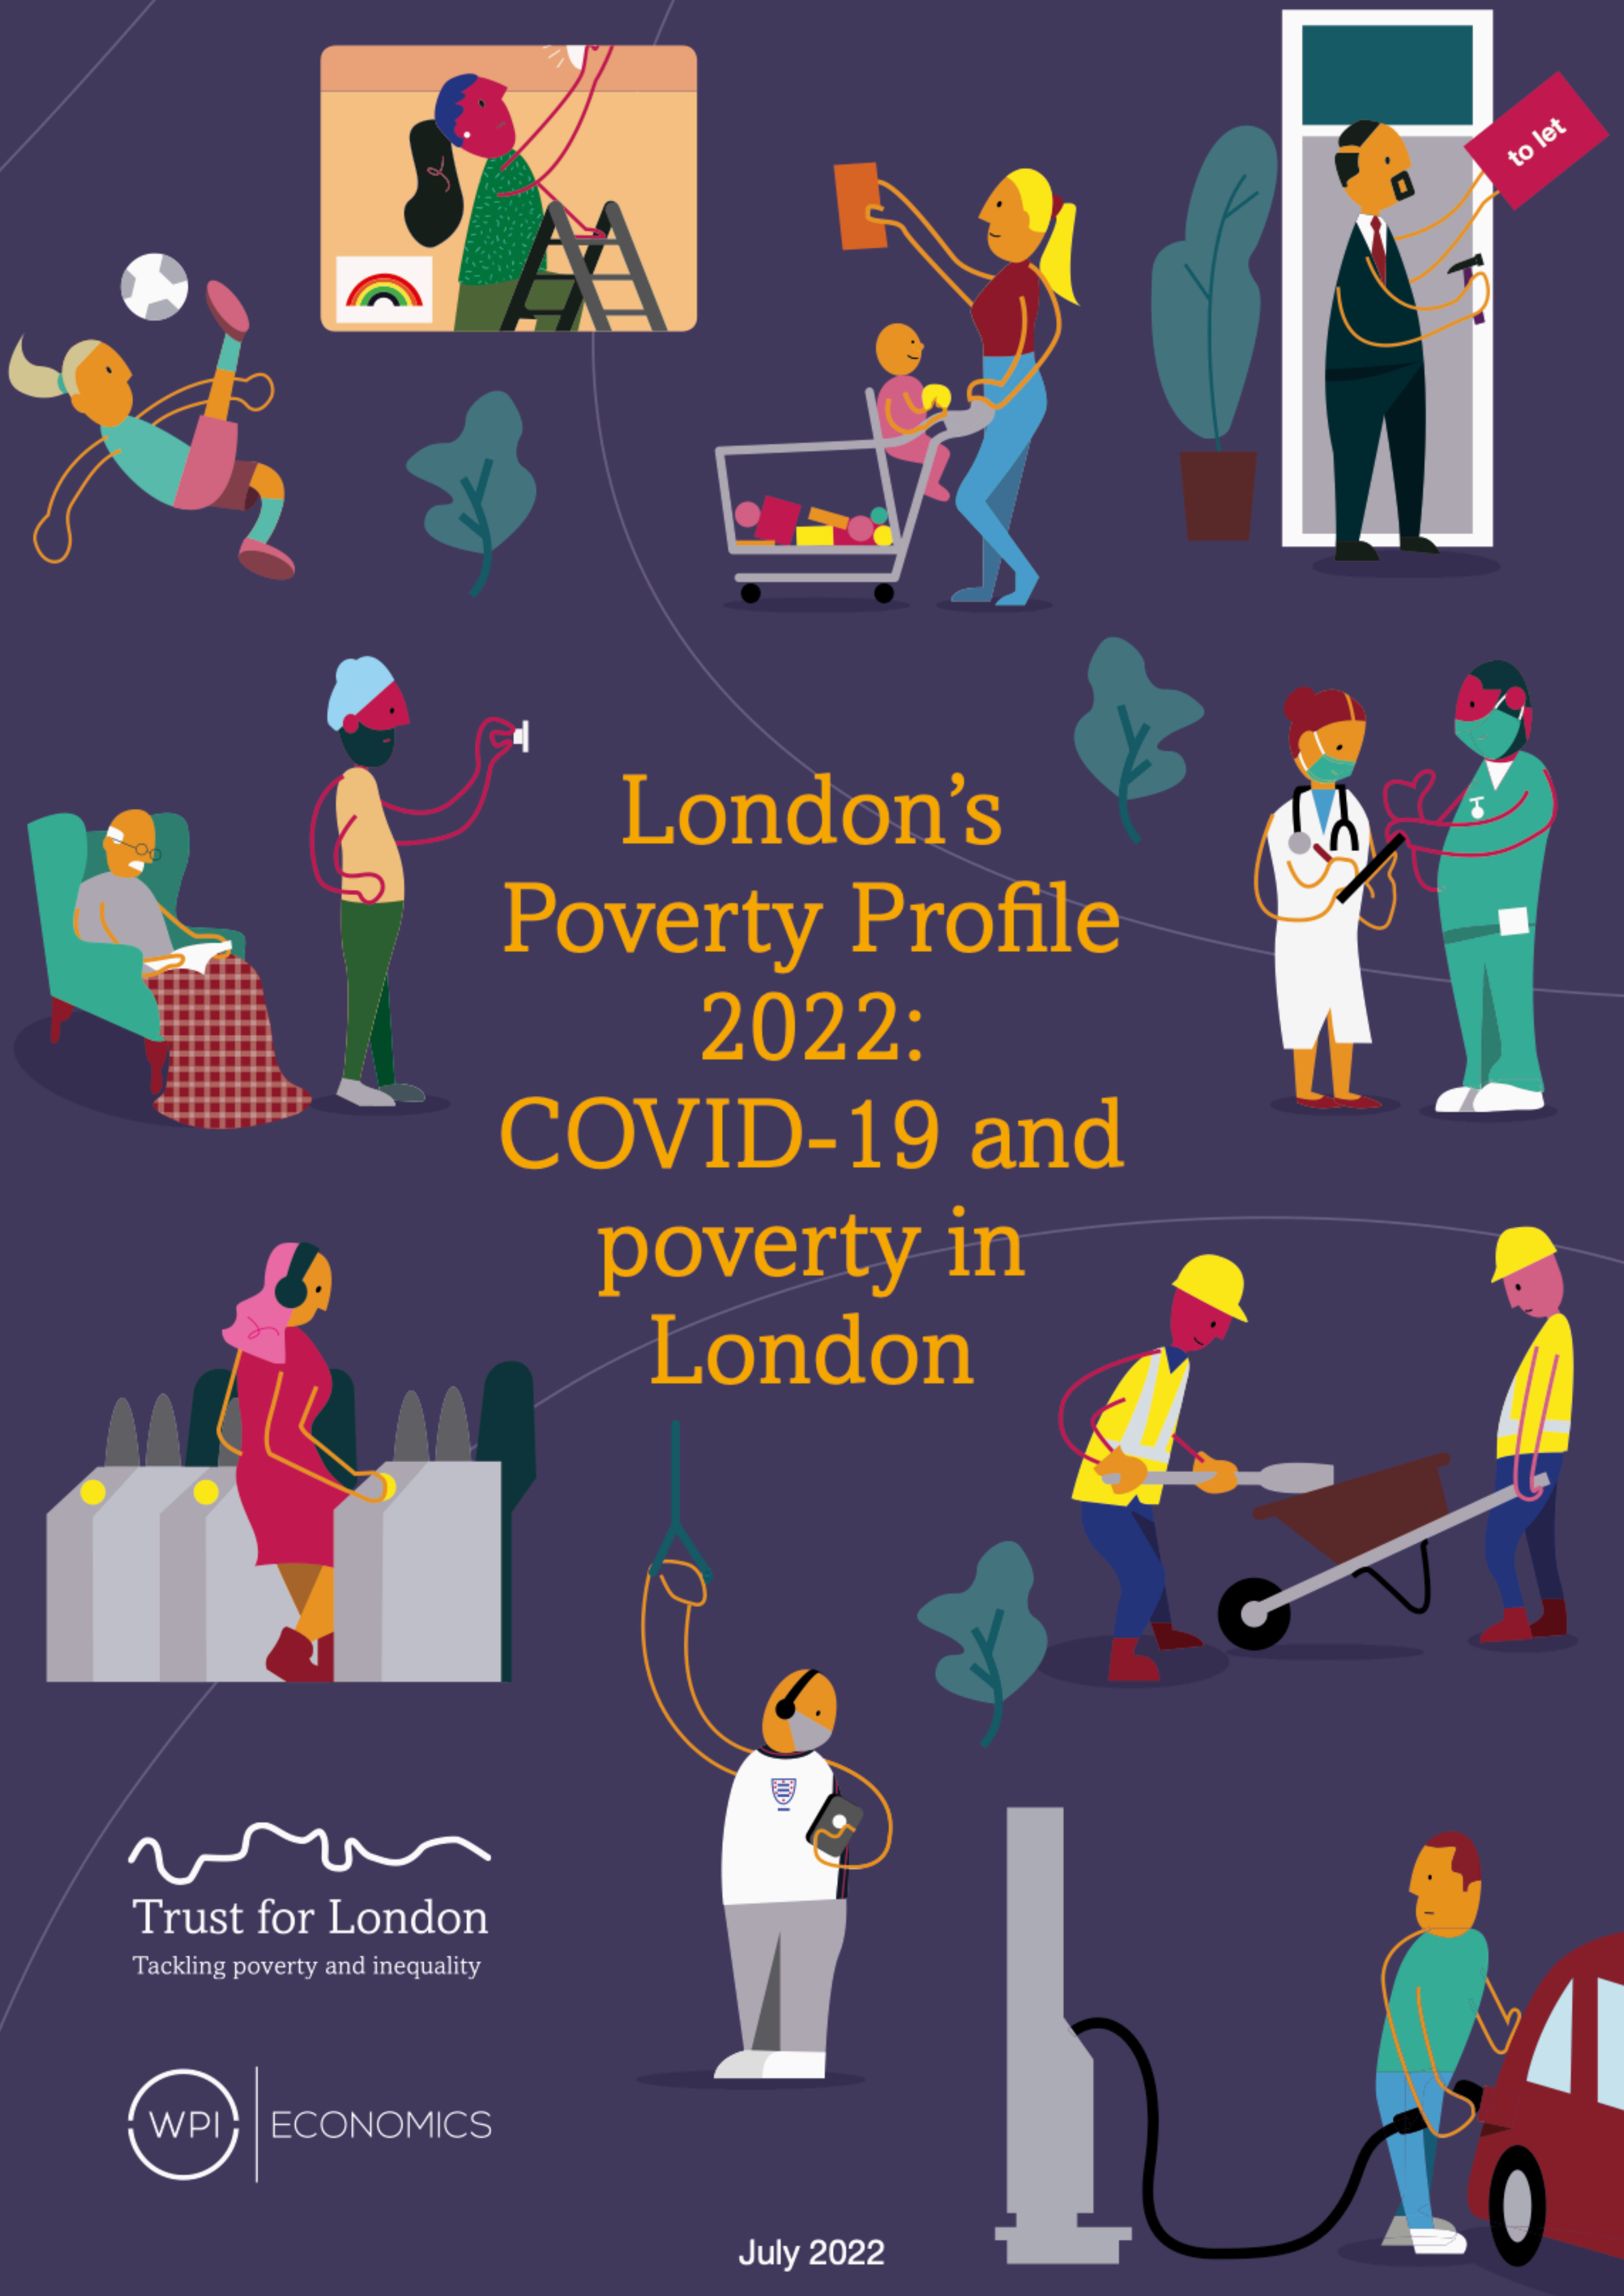 to let
London’s
Poverty Profile
2022:
COVID-19 and
poverty in
London
Trust for London
Tackling poverty and inequality
WPI ECONOMICS
July 2022